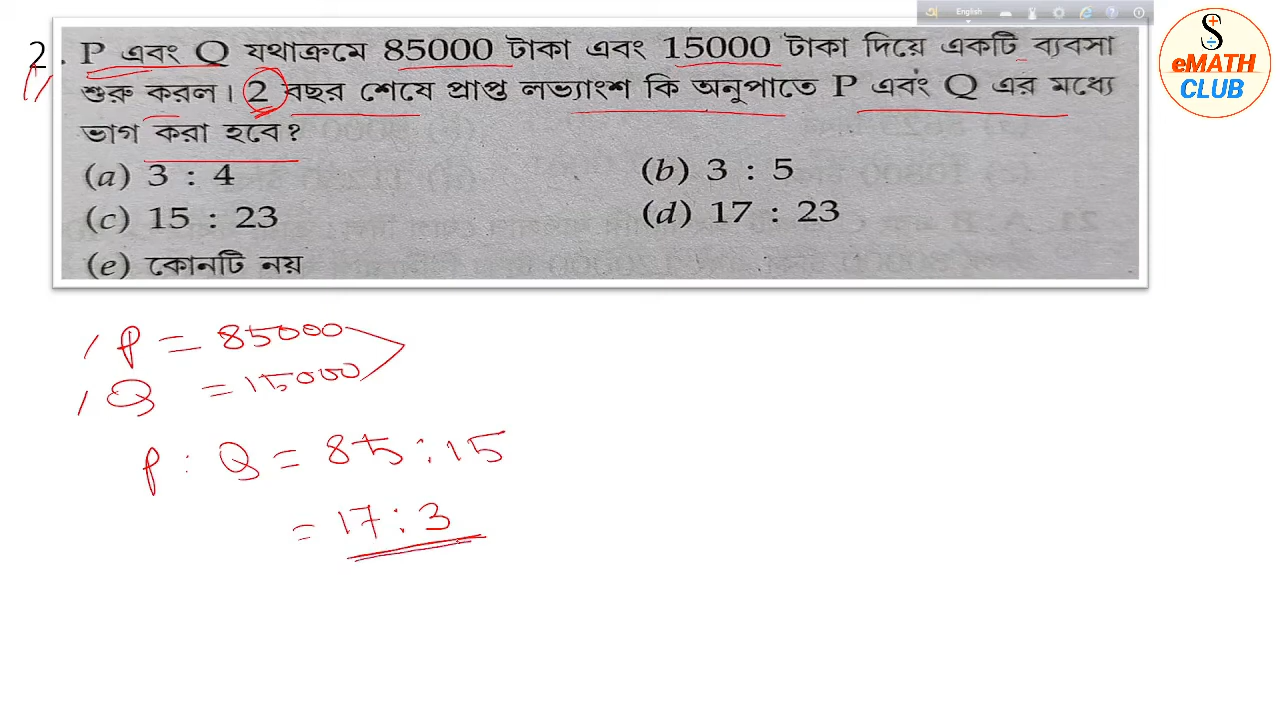 English
eMATH
CLUB
2. P এবং Q যথাক্রমে 85000 টাকা এবং 15000 টাকা দিয়ে একটি ব্যবসা
শুরু করল। 2 বছর শেষে প্রাপ্ত লভ্যাংশ কি অনুপাতে P এবং Q এর মধ্যে
ভাগ করা হবে?
(a) 3 : 4 (b) 3 : 5
(c) 15 : 23 (d) 17 : 23
(e) কোনটি নয়
P = 85000
Q = 15000
P : Q = 85 : 15
= 17 : 3